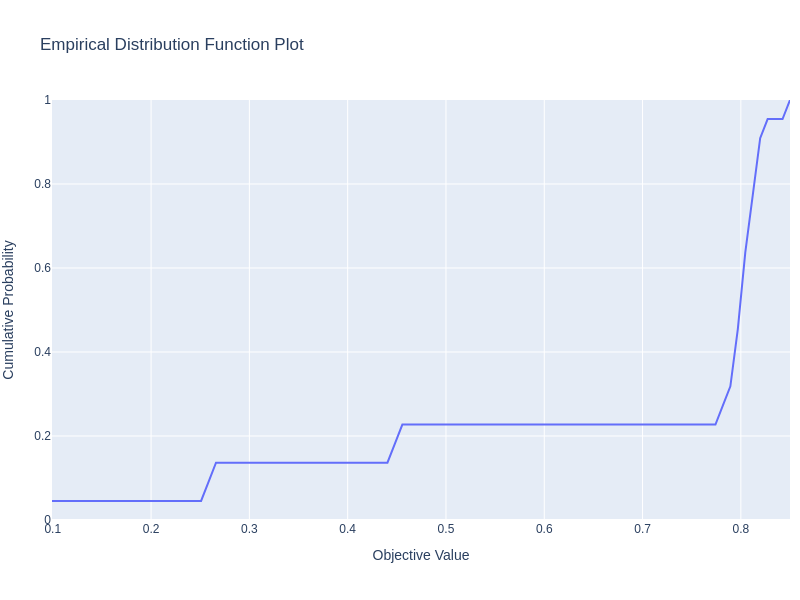 Empirical Distribution Function Plot
1
0.8
0.6
0.4
0.2
0
Cumulative Probability
0.1 0.2 0.3 0.4 0.5 0.6 0.7 0.8
Objective Value